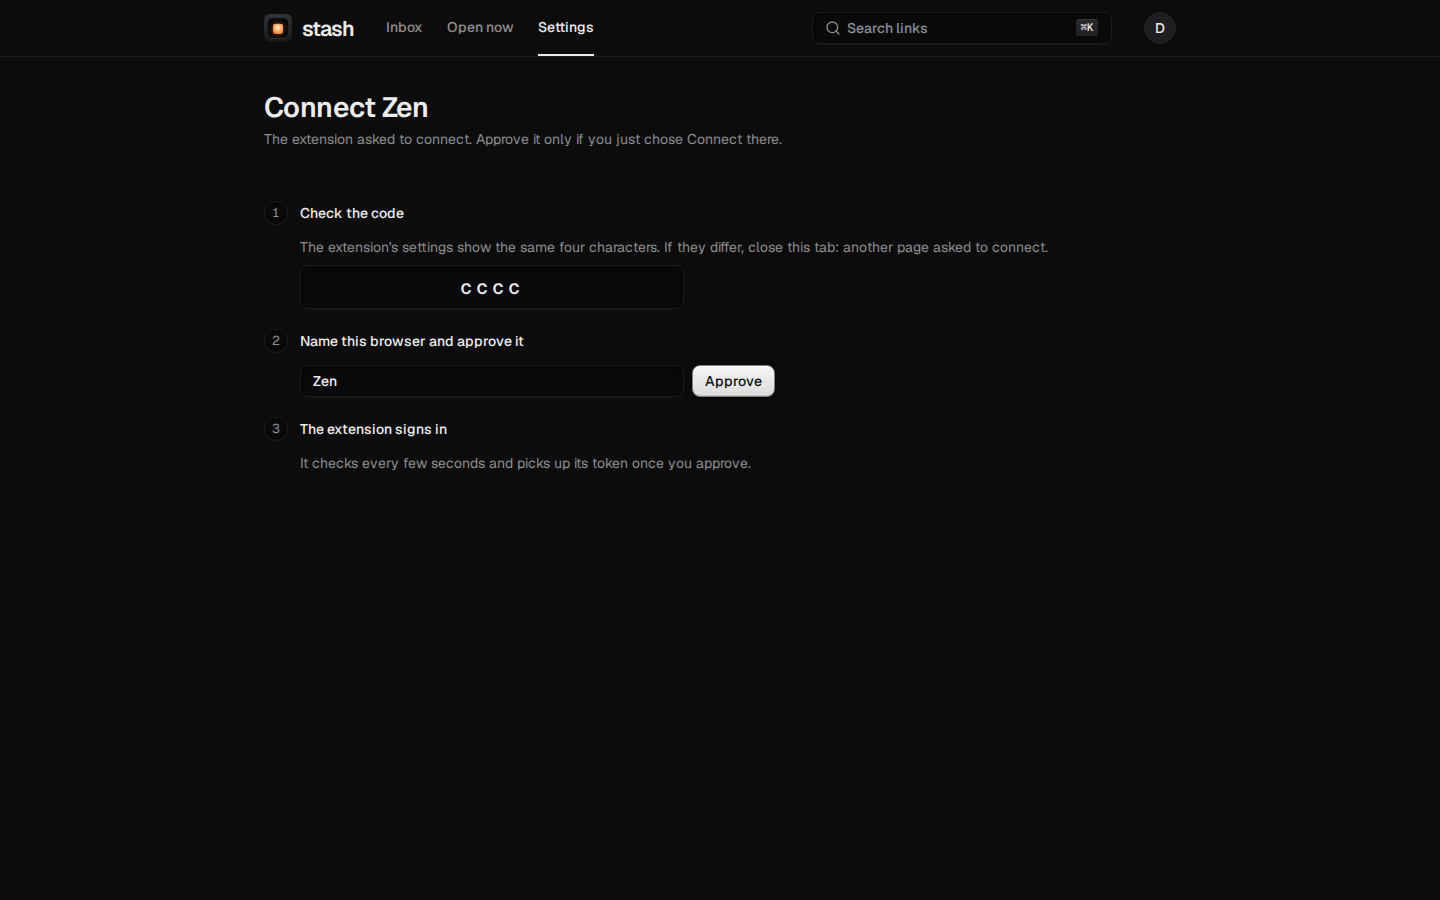 stash
Inbox
Open now
Settings
Search links
⌘K
D
Connect Zen
The extension asked to connect. Approve it only if you just chose Connect there.
1
Check the code
The extension's settings show the same four characters. If they differ, close this tab: another page asked to connect.
C C C C
2
Name this browser and approve it
Zen
Approve
3
The extension signs in
It checks every few seconds and picks up its token once you approve.